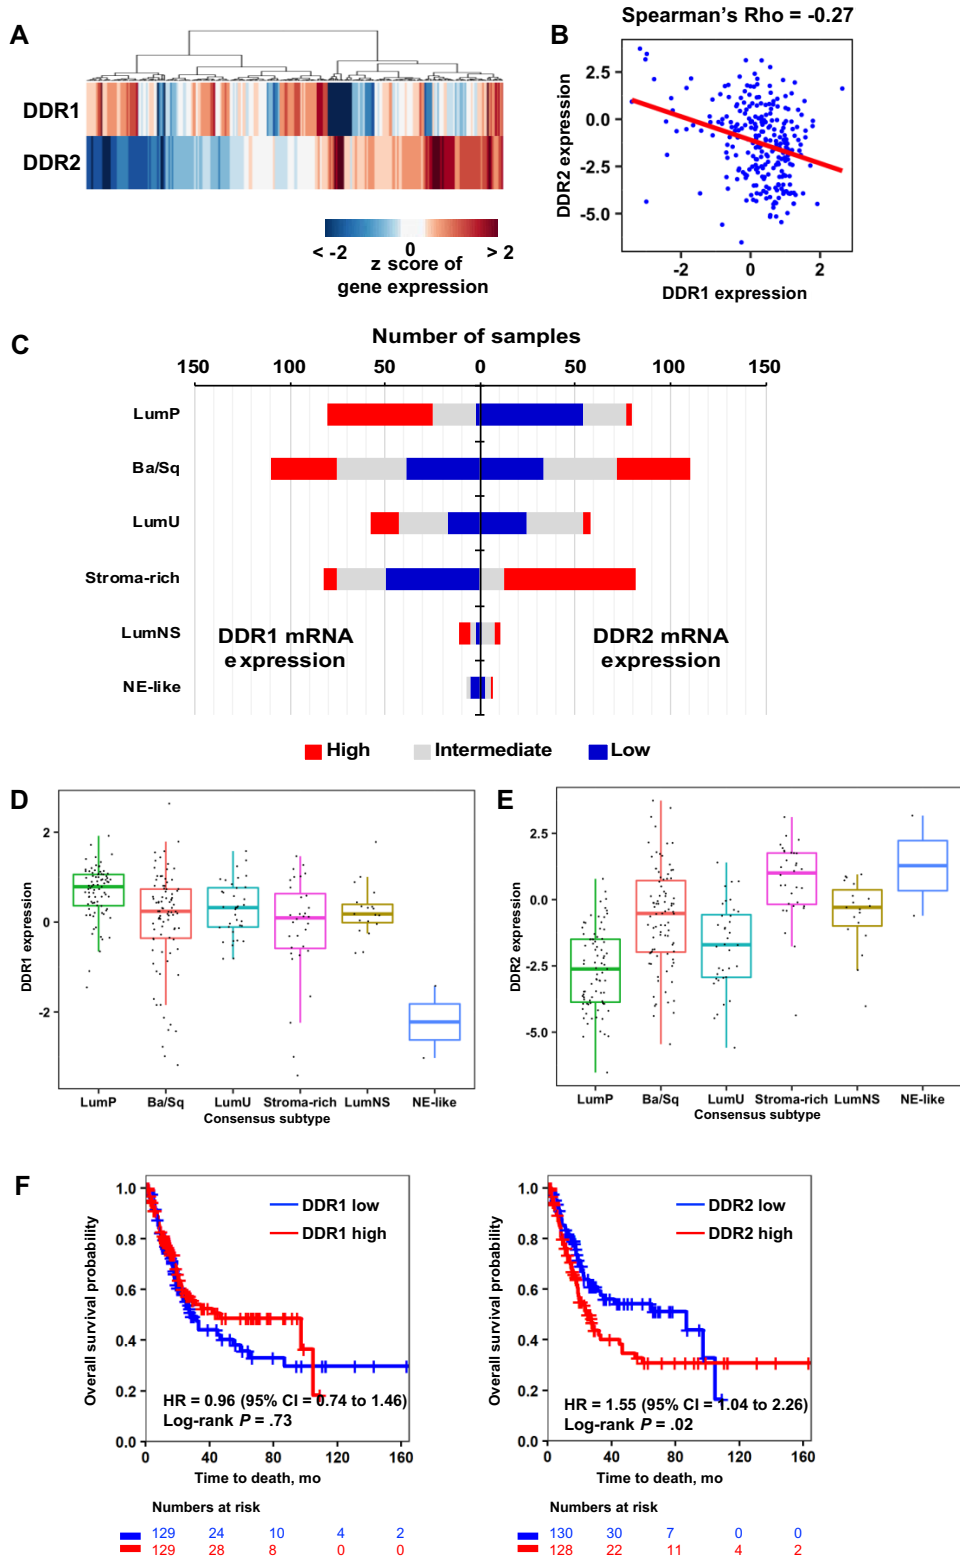 A
DDR1
DDR2
< -2
0
> 2
z score of
gene expression
B
Spearman's Rho = -0.27
DDR2 expression
2.5
0.0
-2.5
-5.0
-2
0
2
DDR1 expression
C
Number of samples
150
100
50
0
50
100
150
LumP
Ba/Sq
LumU
Stroma-rich
LumNS
NE-like
DDR1 mRNA
expression
DDR2 mRNA
expression
High
Intermediate
Low
D
DDR1 expression
2
0
-2
LumP
Ba/Sq
LumU
Stroma-rich
LumNS
NE-like
Consensus subtype
E
DDR2 expression
2.5
0.0
-2.5
-5.0
LumP
Ba/Sq
LumU
Stroma-rich
LumNS
NE-like
Consensus subtype
F
Overall survival probability
1.0
0.8
0.6
0.4
0.2
0.0
DDR1 low
DDR1 high
HR = 0.96 (95% CI = 0.74 to 1.46)
Log-rank P = .73
0
40
80
120
160
Time to death, mo
Numbers at risk
129 24 10 4 2
129 28 8 0 0
Overall survival probability
1.0
0.8
0.6
0.4
0.2
0.0
DDR2 low
DDR2 high
HR = 1.55 (95% CI = 1.04 to 2.26)
Log-rank P = .02
0
40
80
120
160
Time to death, mo
Numbers at risk
130 30 7 0 0
128 22 11 4 2